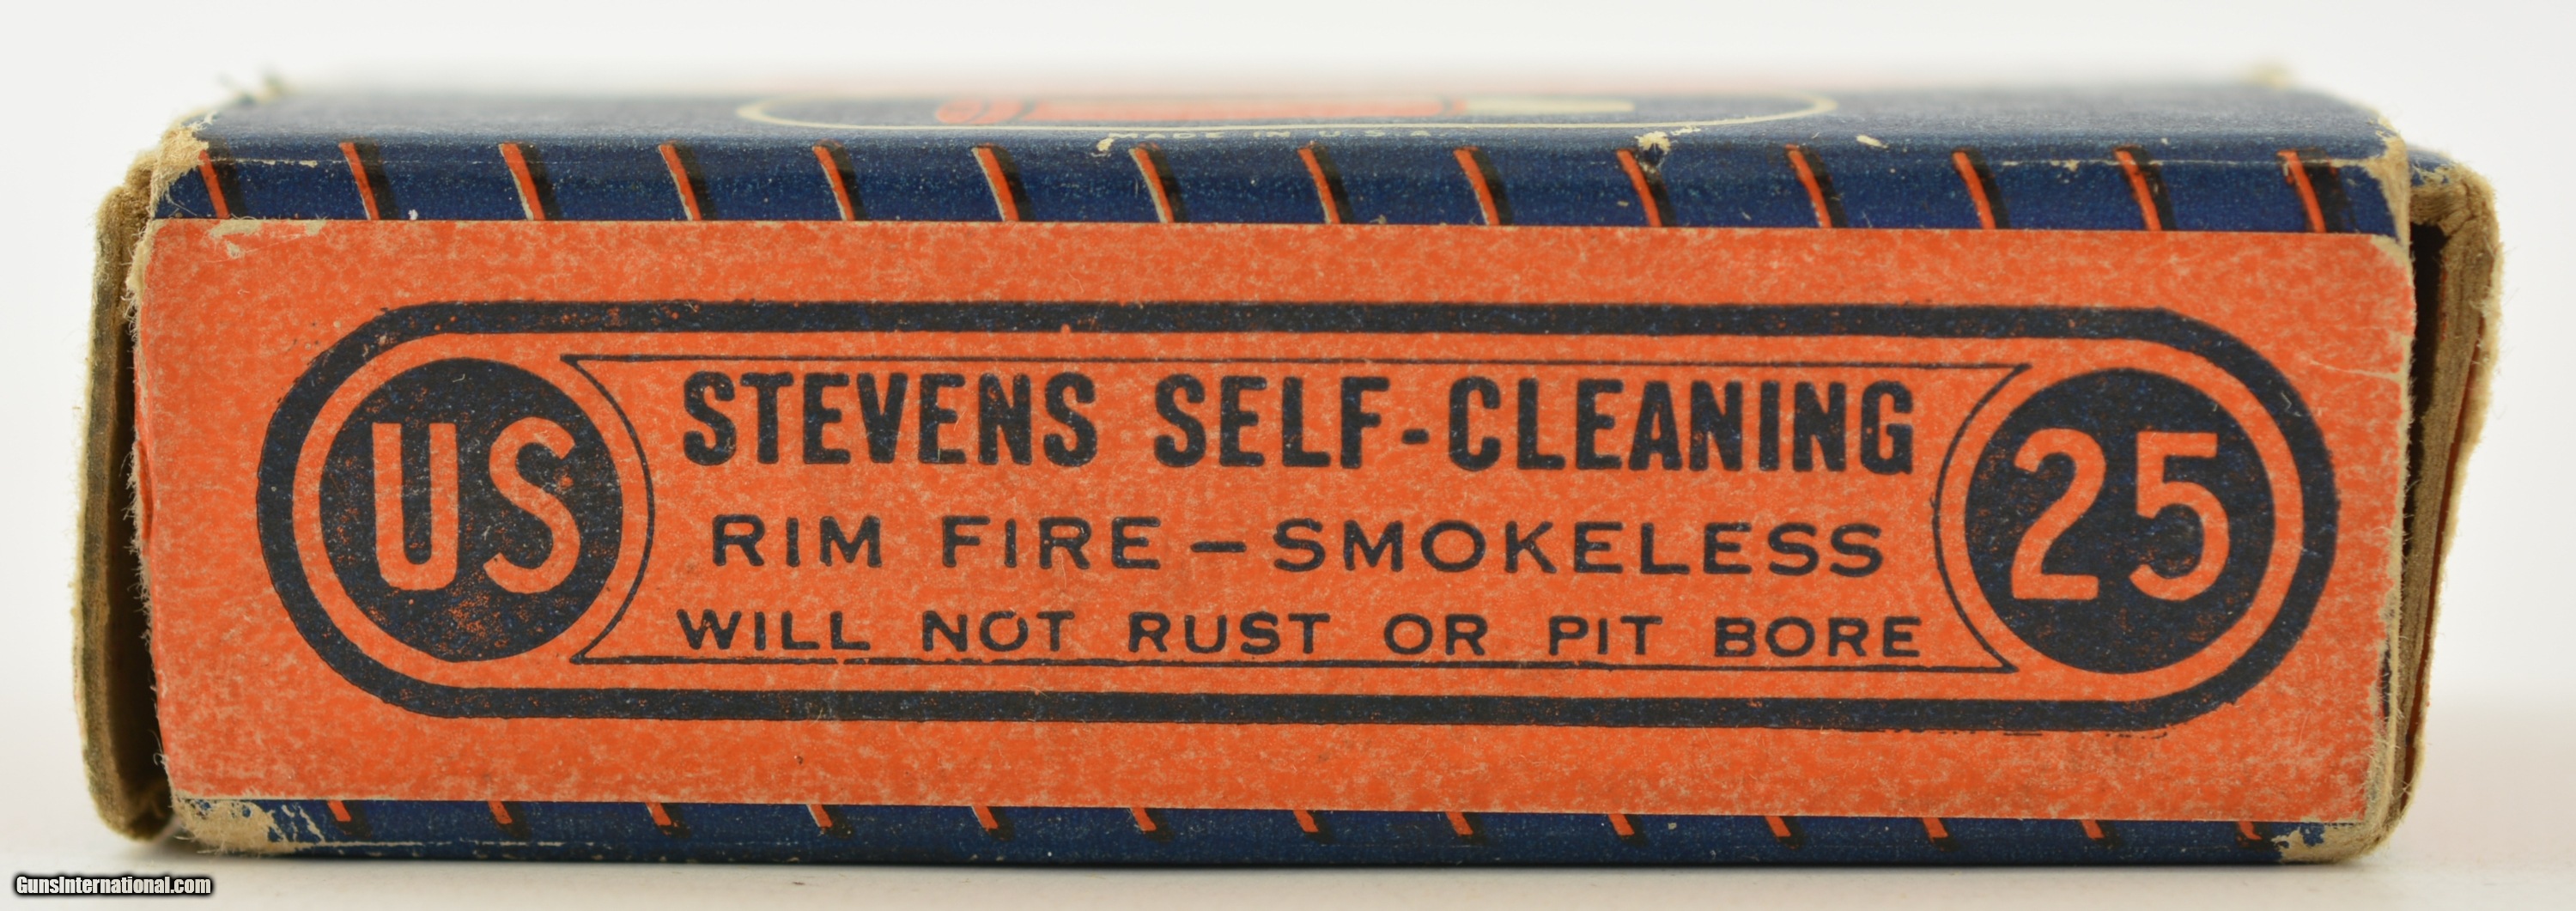 MADE IN U.S.A.
US
STEVENS SELF-CLEANING
RIM FIRE — SMOKELESS
WILL NOT RUST OR PIT BORE
25
GunsInternational.com